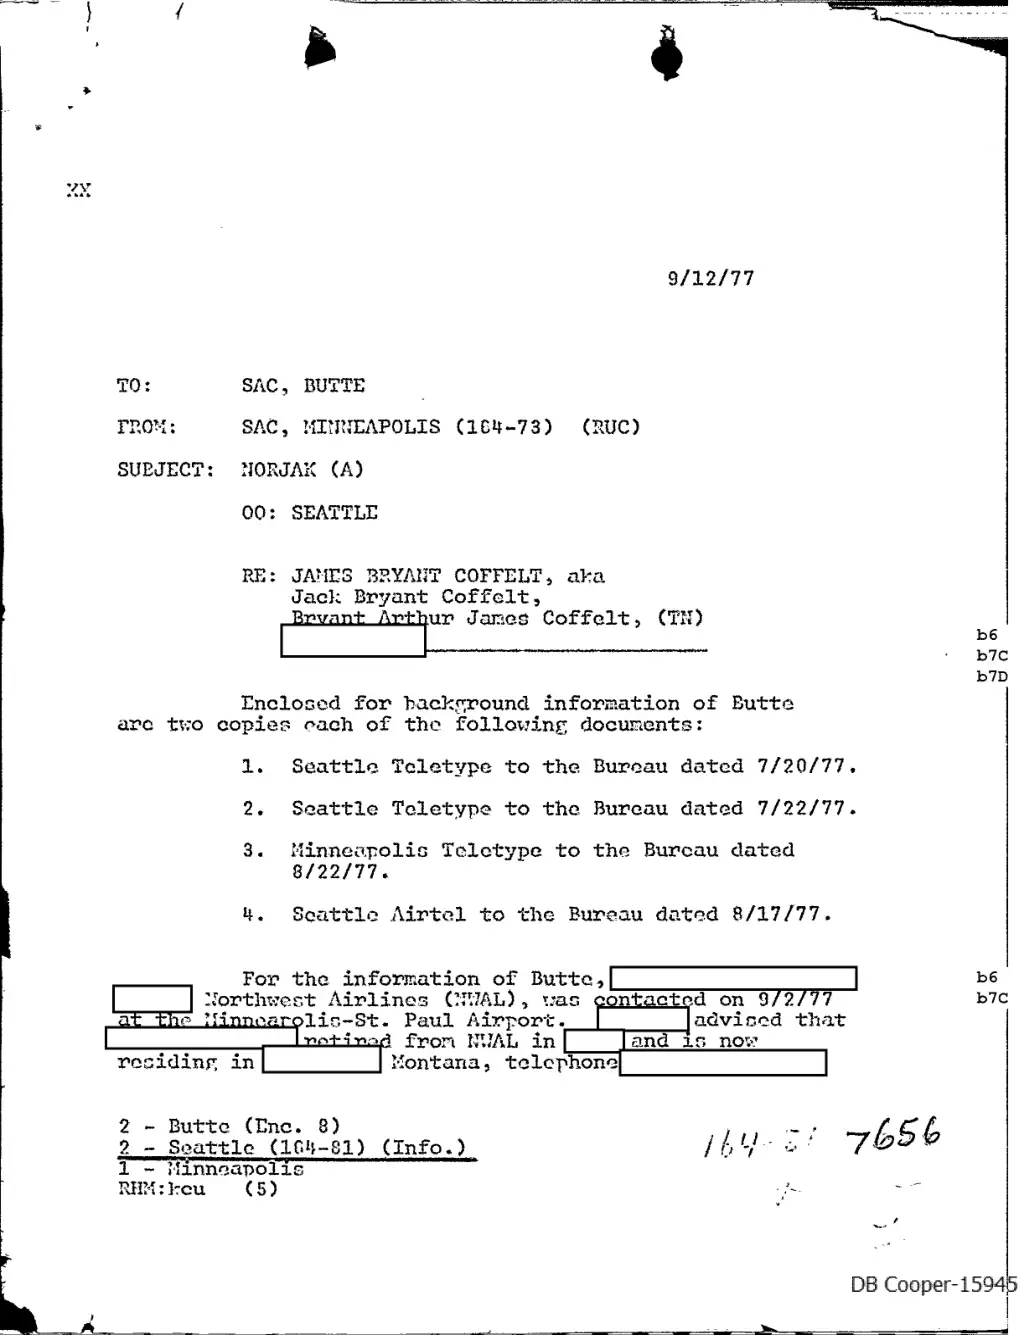 XX
9/12/77
TO: SAC, BUTTE
FROM: SAC, MINNEAPOLIS (164-73) (RUC)
SUBJECT: NORJAK (A)
OO: SEATTLE
RE: JAMES BRYANT COFFELT, aka
Jack Bryant Coffelt,
Bryant Arthur James Coffelt, (TN)
b6
b7C
b7D
Enclosed for background information of Butte
are two copies each of the following documents:
1. Seattle Teletype to the Bureau dated 7/20/77.
2. Seattle Teletype to the Bureau dated 7/22/77.
3. Minneapolis Teletype to the Bureau dated
8/22/77.
4. Seattle Airtel to the Bureau dated 8/17/77.
For the information of Butte, b6
Northwest Airlines (NWAL), was contacted on 9/2/77 b7C
at the Minneapolis-St. Paul Airport. advised that
retired from NWAL in and is now
residing in Montana, telephone
2 - Butte (Enc. 8)
2 - Seattle (164-81) (Info.)
1 - Minneapolis
RHM:kcu (5)
164-81-7656
DB Cooper-15945